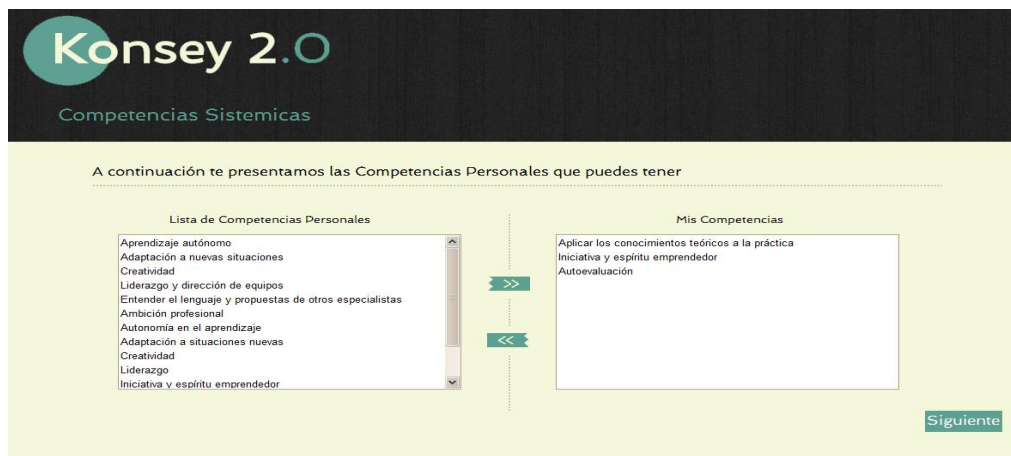 Konsey 2.0
Competencias Sistemicas
A continuación te presentamos las Competencias Personales que puedes tener
Lista de Competencias Personales
Aprendizaje autónomo
Adaptación a nuevas situaciones
Creatividad
Liderazgo y dirección de equipos
Entender el lenguaje y propuestas de otros especialistas
Ambición profesional
Autonomía en el aprendizaje
Adaptación a situaciones nuevas
Creatividad
Liderazgo
Iniciativa y espíritu emprendedor
>>
<<
Mis Competencias
Aplicar los conocimientos teóricos a la práctica
Iniciativa y espíritu emprendedor
Autoevaluación
Siguiente